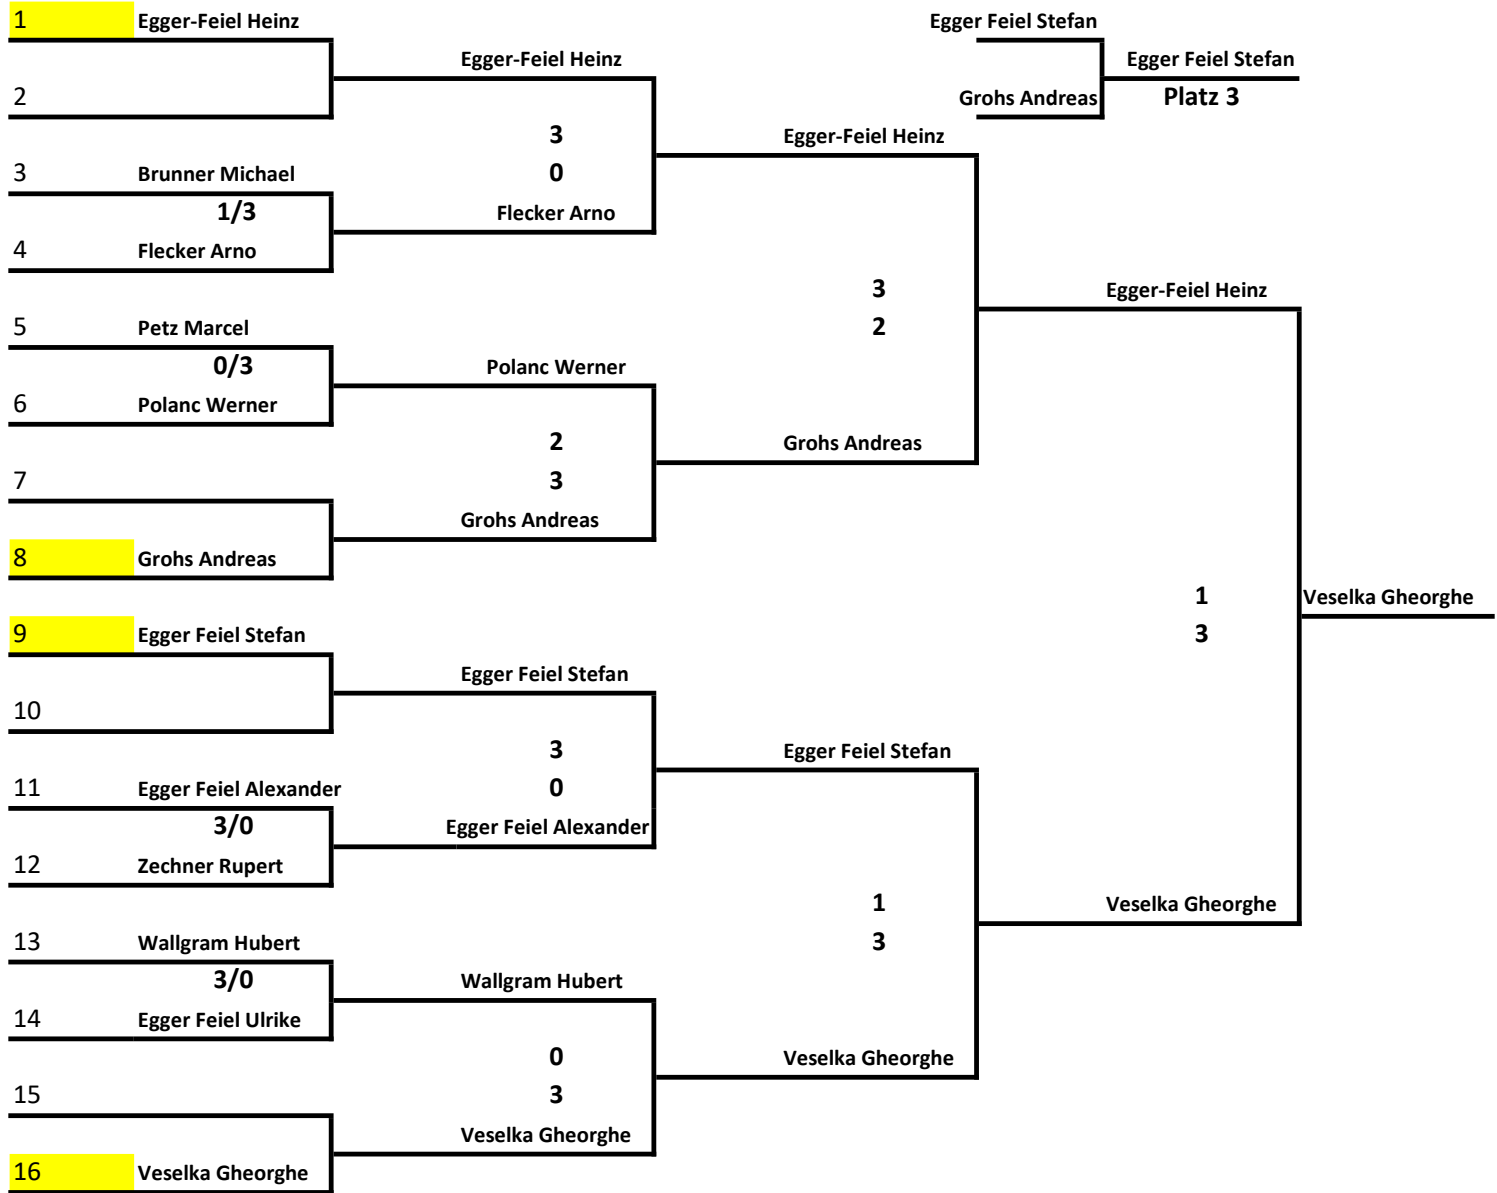 1 Egger-Feiel Heinz Egger Feiel Stefan
Egger-Feiel Heinz Egger Feiel Stefan
2 Grohs Andreas Platz 3
3 Egger-Feiel Heinz
3 Brunner Michael 0
1/3 Flecker Arno
4 Flecker Arno
3 Egger-Feiel Heinz
5 Petz Marcel 2
0/3 Polanc Werner
6 Polanc Werner
2 Grohs Andreas
7 3
Grohs Andreas
8 Grohs Andreas
1 Veselka Gheorghe
9 Egger Feiel Stefan 3
Egger Feiel Stefan
10
3 Egger Feiel Stefan
11 Egger Feiel Alexander 0
3/0 Egger Feiel Alexander
12 Zechner Rupert
1 Veselka Gheorghe
13 Wallgram Hubert 3
3/0 Wallgram Hubert
14 Egger Feiel Ulrike
0 Veselka Gheorghe
15 3
Veselka Gheorghe
16 Veselka Gheorghe